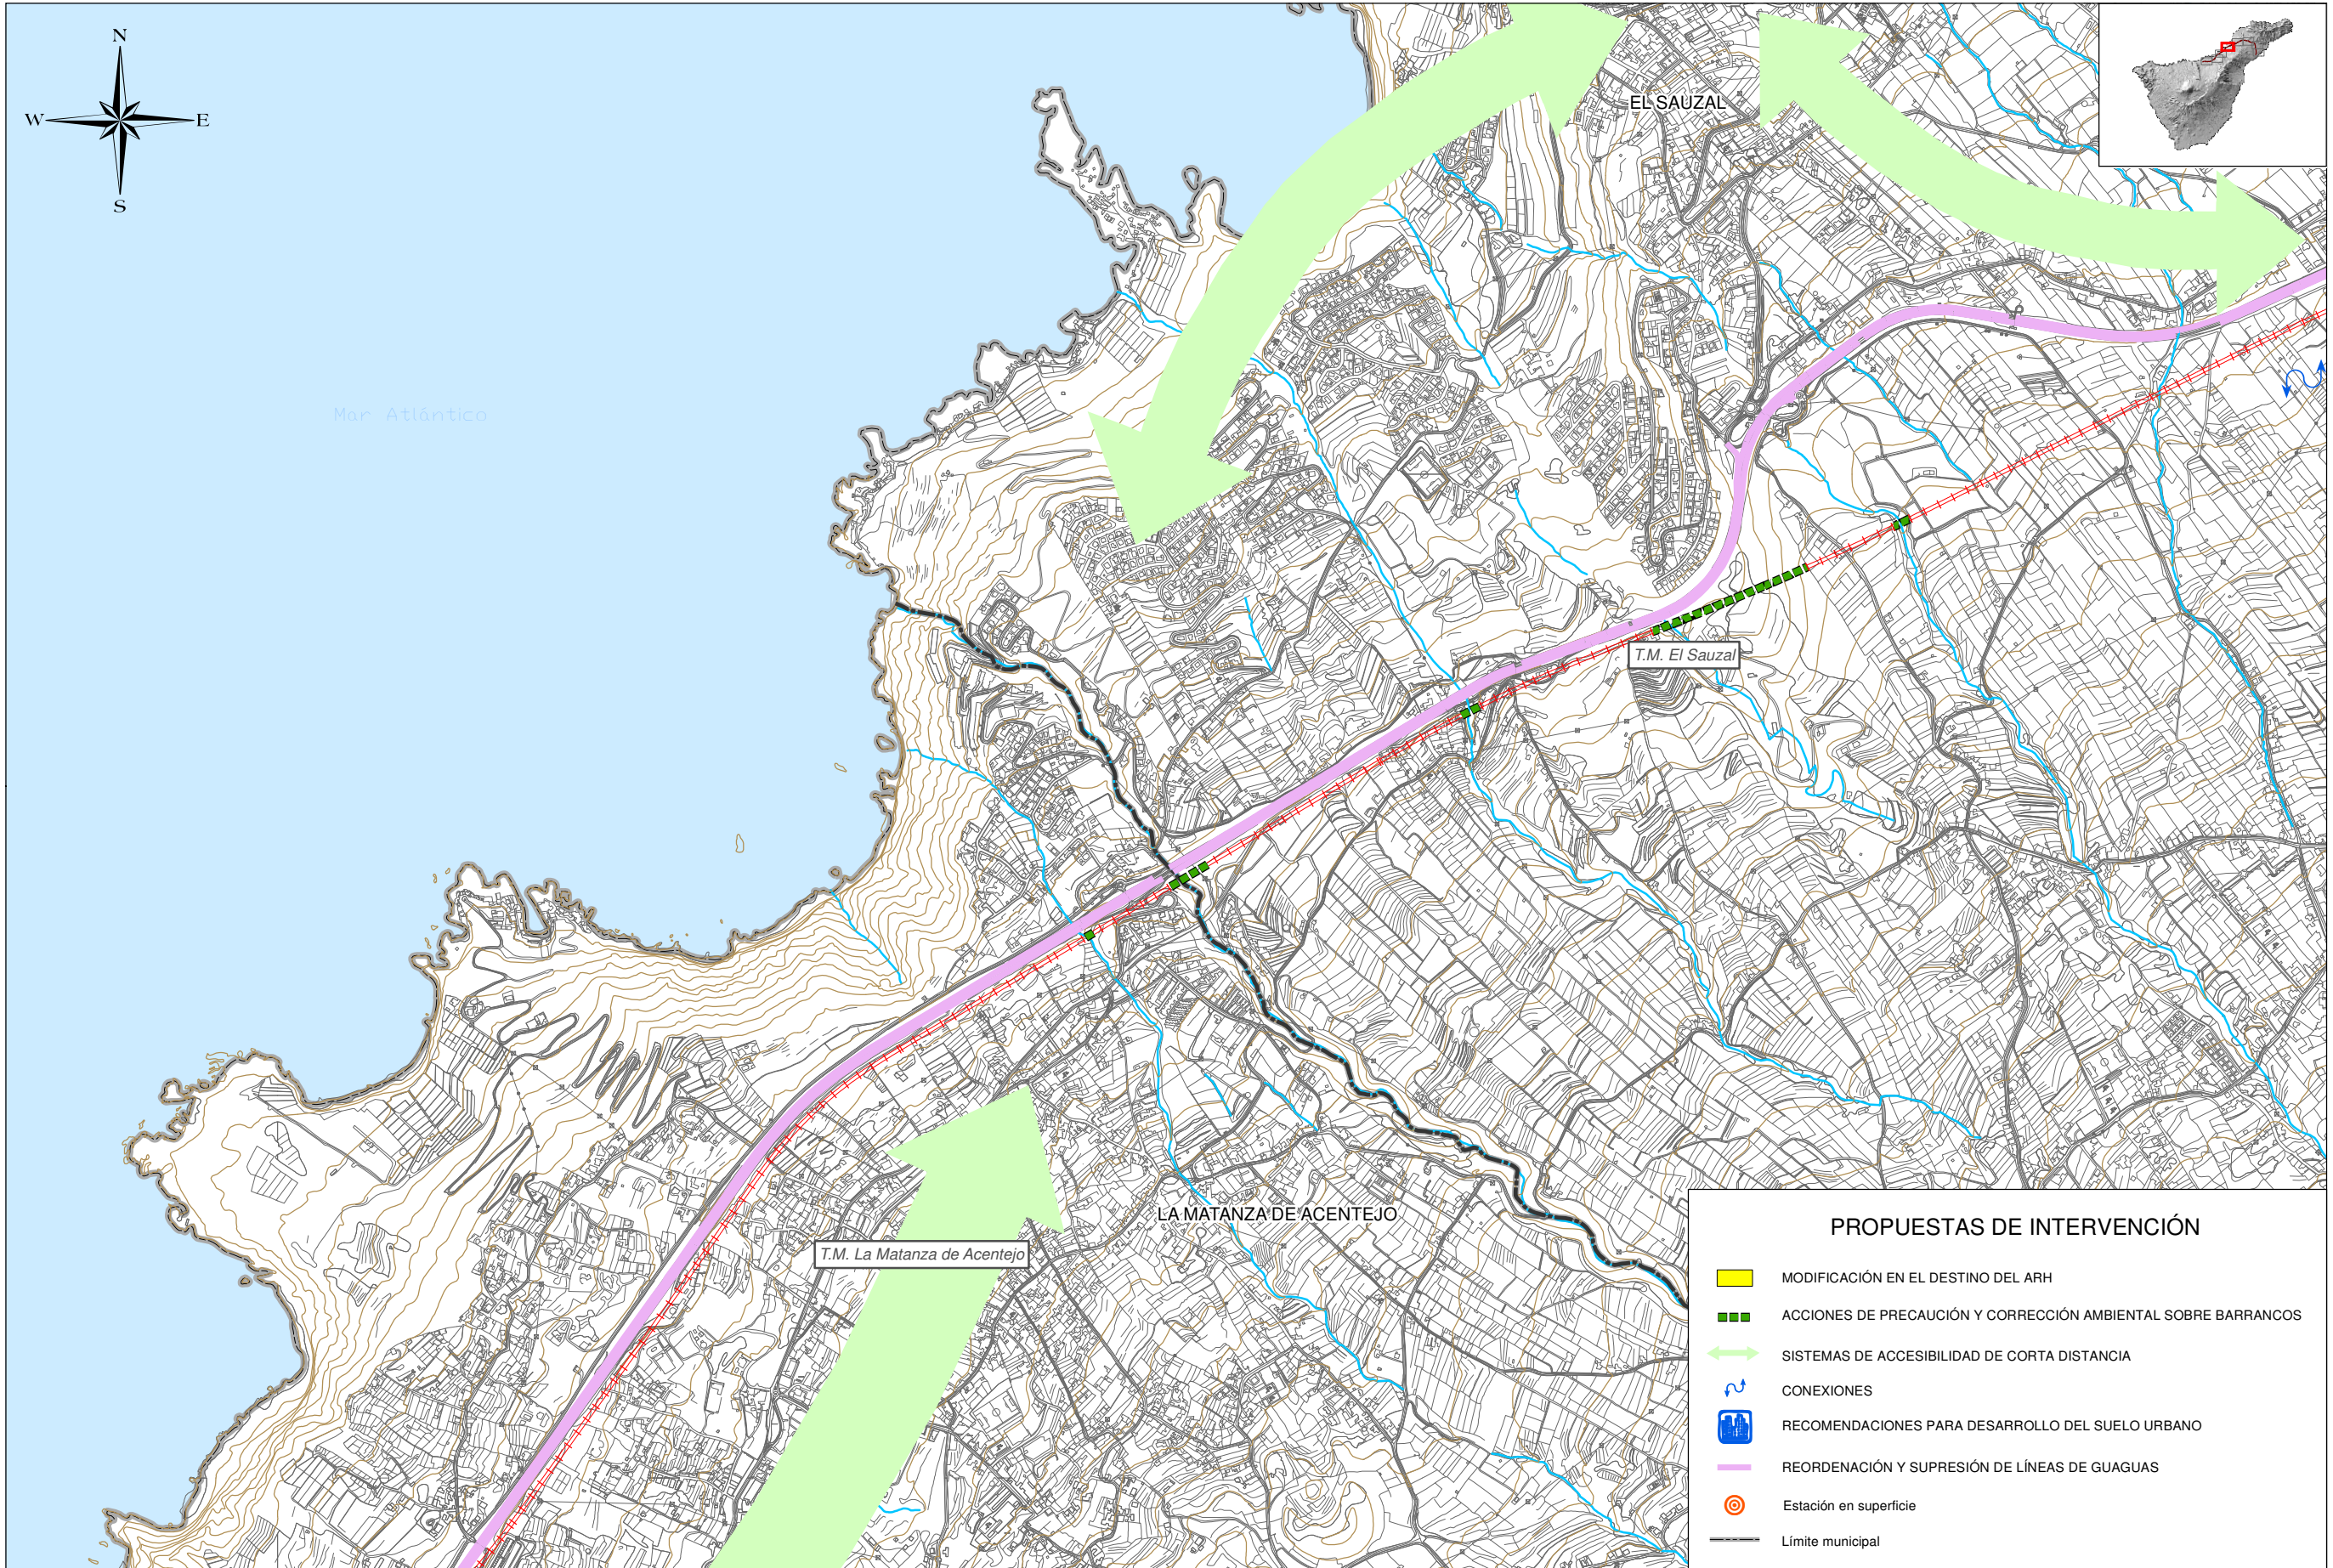 N
W
E
S
EL SAUZAL
Mar Atlántico
T.M. El Sauzal
LA MATANZA DE ACENTEJO
T.M. La Matanza de Acentejo
PROPUESTAS DE INTERVENCIÓN
MODIFICACIÓN EN EL DESTINO DEL ARH
ACCIONES DE PRECAUCIÓN Y CORRECCIÓN AMBIENTAL SOBRE BARRANCOS
SISTEMAS DE ACCESIBILIDAD DE CORTA DISTANCIA
CONEXIONES
RECOMENDACIONES PARA DESARROLLO DEL SUELO URBANO
REORDENACIÓN Y SUPRESIÓN DE LÍNEAS DE GUAGUAS
Estación en superficie
Límite municipal